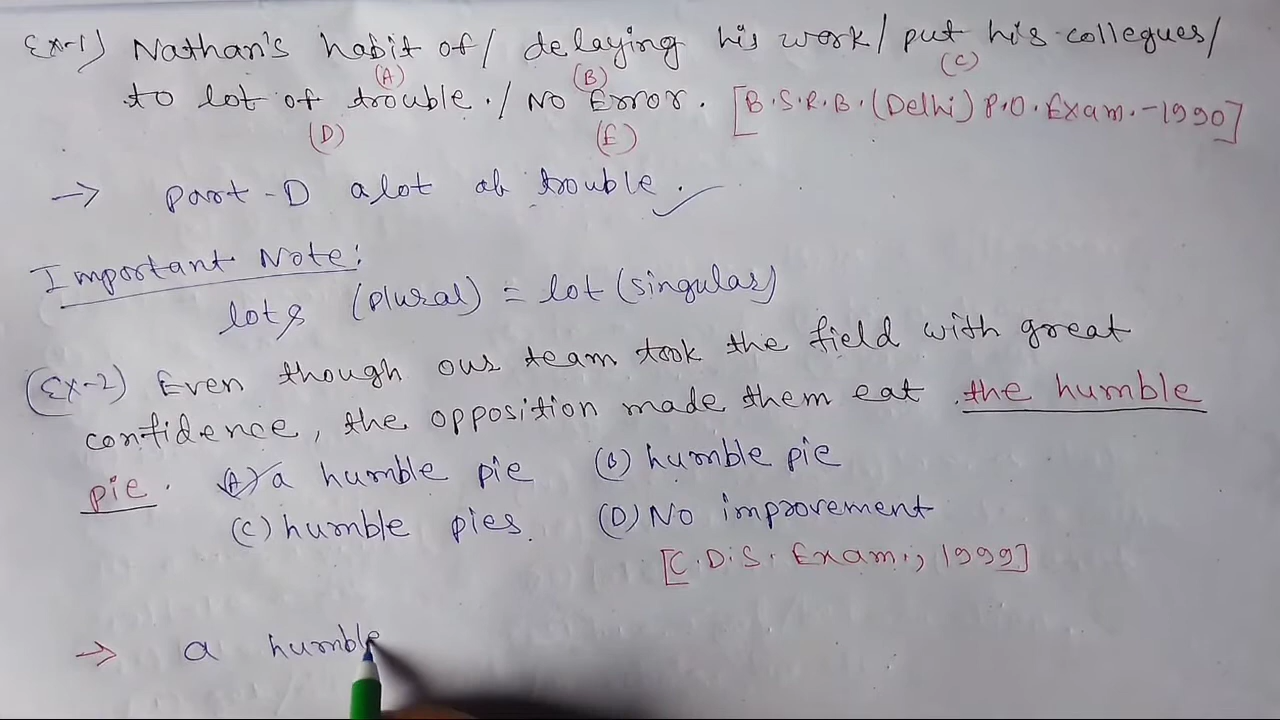 Ex-1) Nathan's habit of / delaying his work / put his collegues /
(A) (B) (C)
to lot of trouble. / No Error. [B.S.R.B. (Delhi) P.O. Exam.-1990]
(D) (E)
→ Part-D a lot of trouble. ✓
Important Note:
lots (Plural) = lot (singular)
(Ex-2) Even though our team took the field with great
confidence, the opposition made them eat the humble
pie. (A) a humble pie (B) humble pie
(C) humble pies. (D) No improvement
[C.D.S. Exam., 1999]
→ a humble